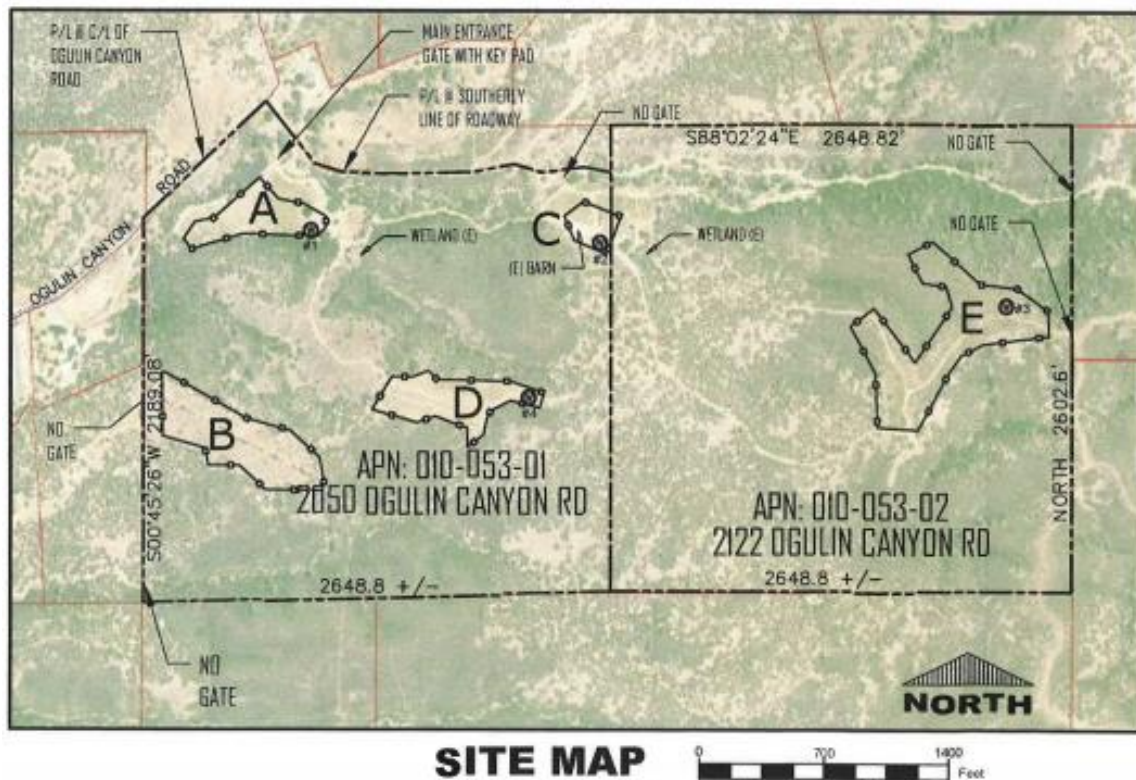 P/L @ C/L OF
OGULIN CANYON
ROAD
MAIN ENTRANCE
GATE WITH KEY PAD
P/L @ SOUTHERLY
LINE OF ROADWAY
NO GATE
S88°02'24"E 2648.82'
NO GATE
OGULIN CANYON ROAD
A
#1
WETLAND (E)
C
#2
(E) BARN
WETLAND (E)
NO GATE
E
#3
S00°45'26"W 2189.08'
NO
GATE
B
D
#4
APN: 010-053-01
2050 OGULIN CANYON RD
APN: 010-053-02
2122 OGULIN CANYON RD
NORTH 2602.6'
2648.8 +/-
2648.8 +/-
NO
GATE
NORTH
SITE MAP
0 700 1400
Feet